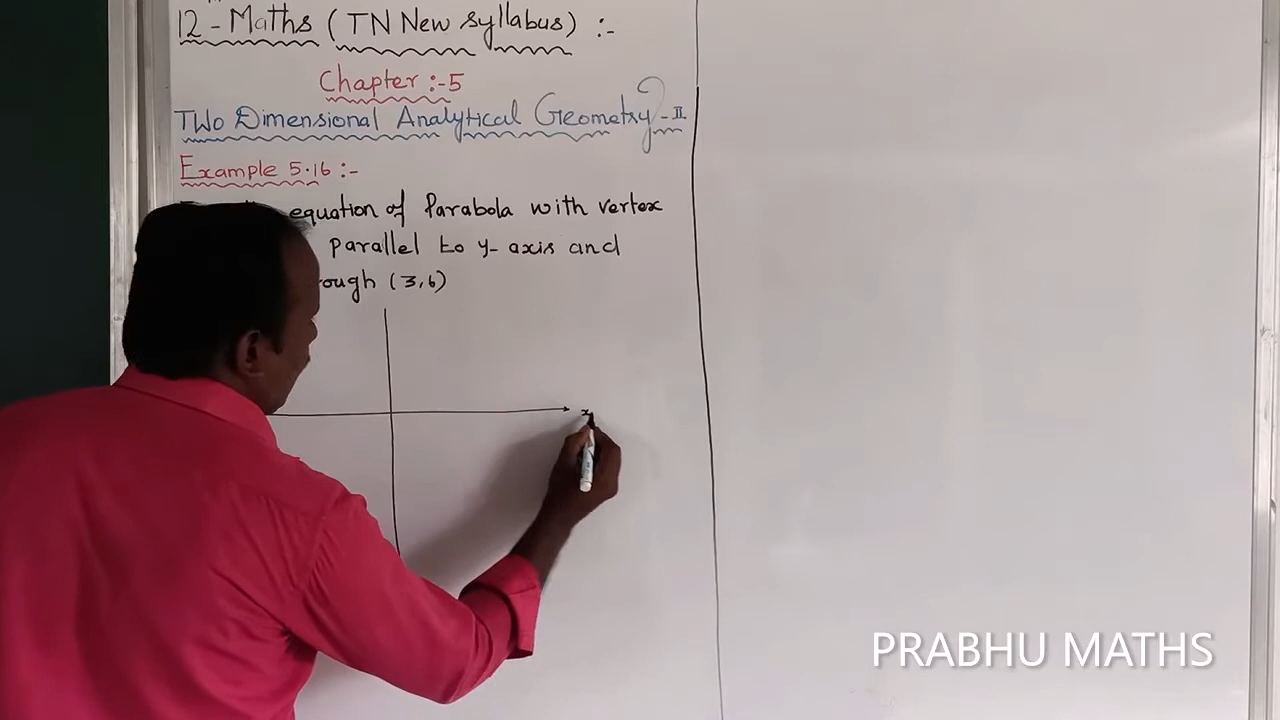 12 - Maths ( TN New syllabus) :-
Chapter :-5
TWO Dimensional Analytical Geometry - II
Example 5.16 :-
equation of Parabola with vertex
parallel to y- axis and
rough (3,6)
x
PRABHU MATHS